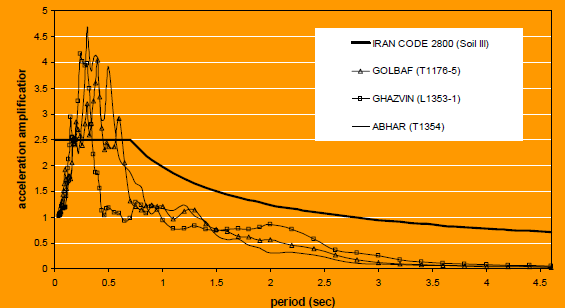 acceleration amplification
5
4.5
4
3.5
3
2.5
2
1.5
1
0.5
0
IRAN CODE 2800 (Soil III)
GOLBAF (T1176-5)
GHAZVIN (L1353-1)
ABHAR (T1354)
0 0.5 1 1.5 2 2.5 3 3.5 4 4.5
period (sec)